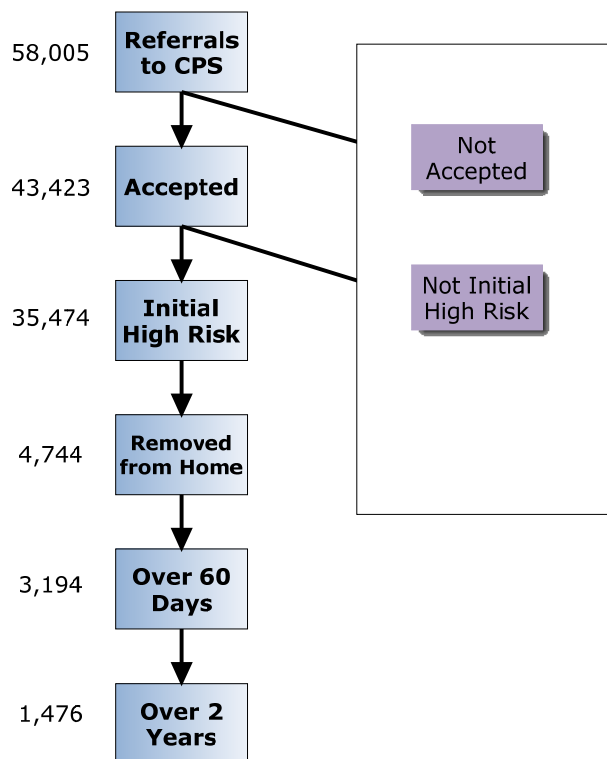 58,005
Referrals
to CPS
Not
Accepted
43,423
Accepted
Not Initial
High Risk
35,474
Initial
High Risk
4,744
Removed
from Home
3,194
Over 60
Days
1,476
Over 2
Years